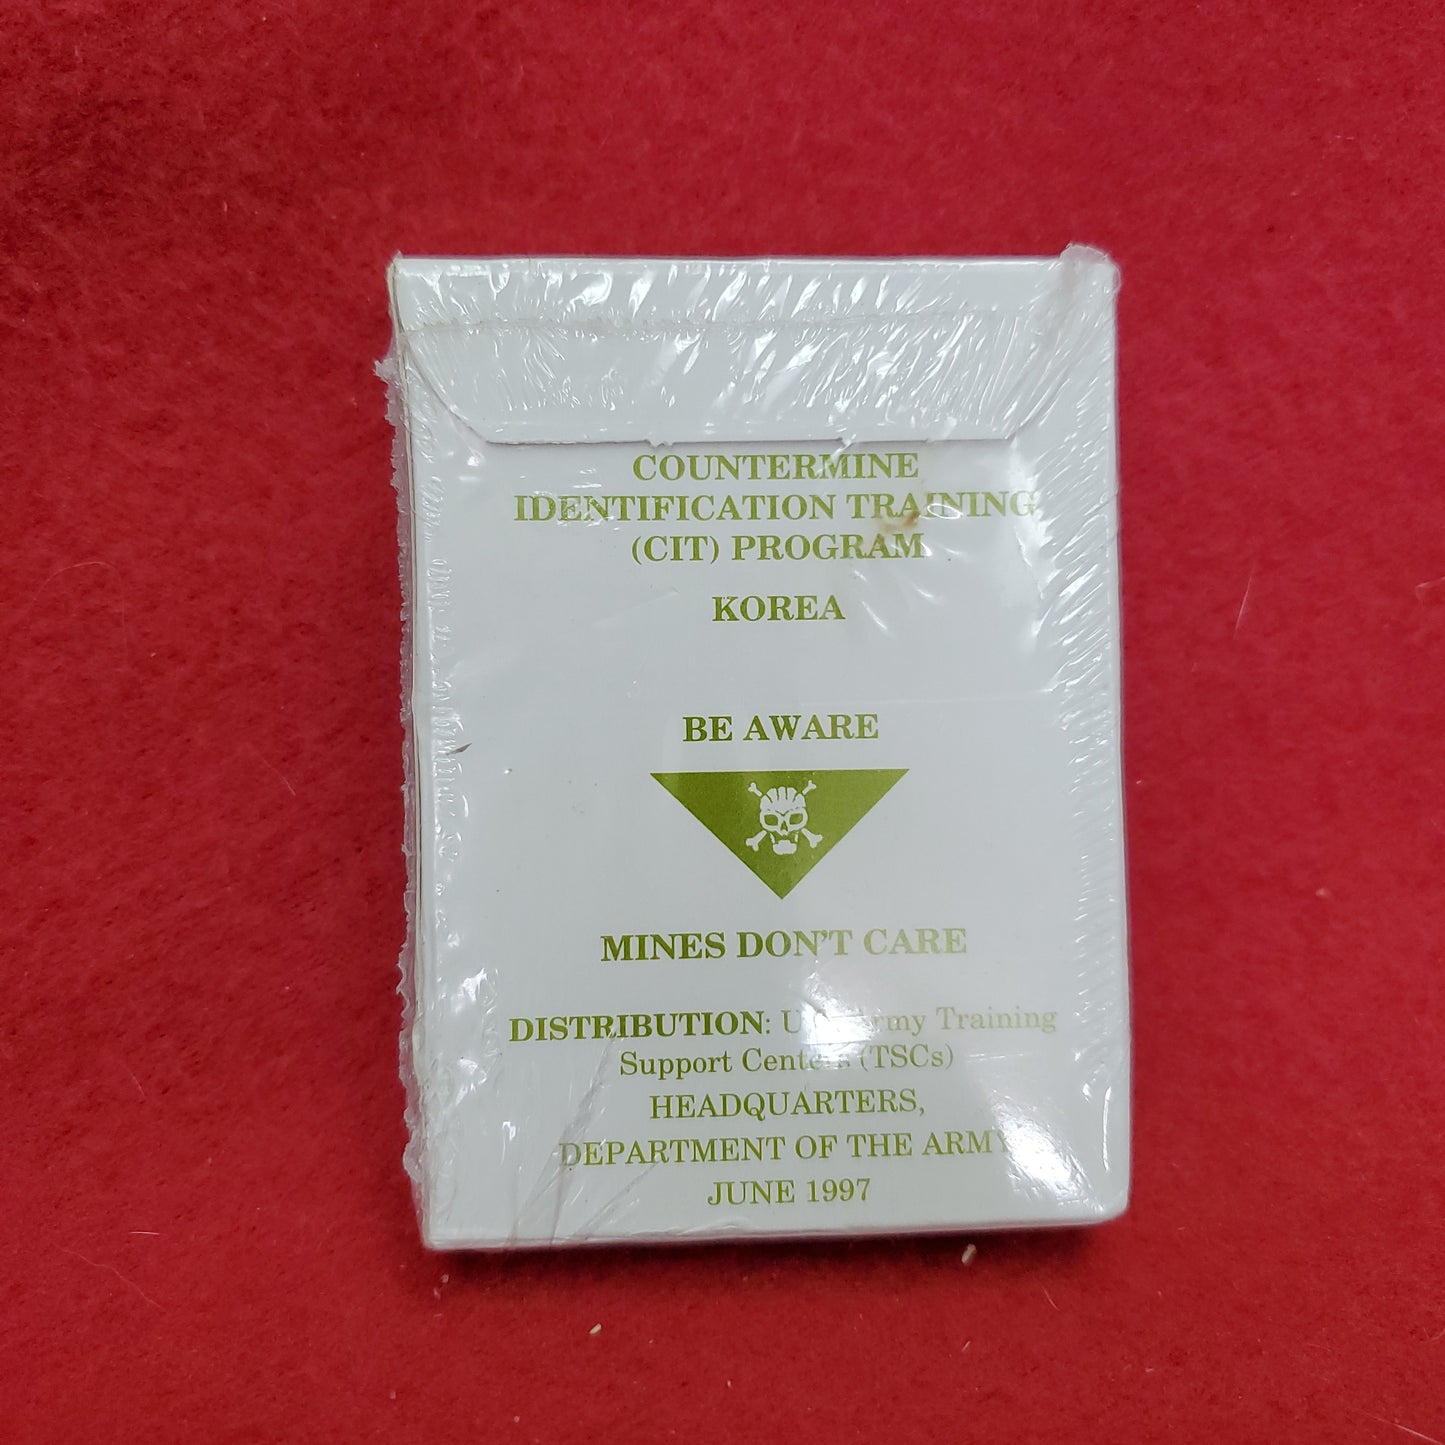 COUNTERMINE
IDENTIFICATION TRAINING
(CIT) PROGRAM
KOREA
BE AWARE
MINES DON'T CARE
DISTRIBUTION: Army Training
Support Centers (TSCs)
HEADQUARTERS,
DEPARTMENT OF THE ARMY
JUNE 1997